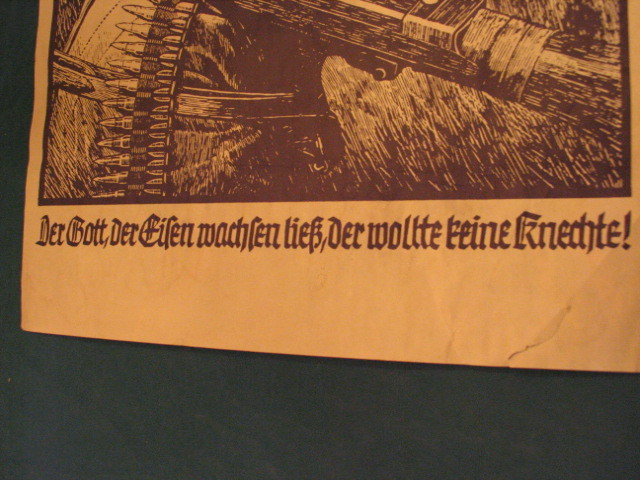 Der Gott, der Eisen wachsen ließ, der wollte keine Knechte!